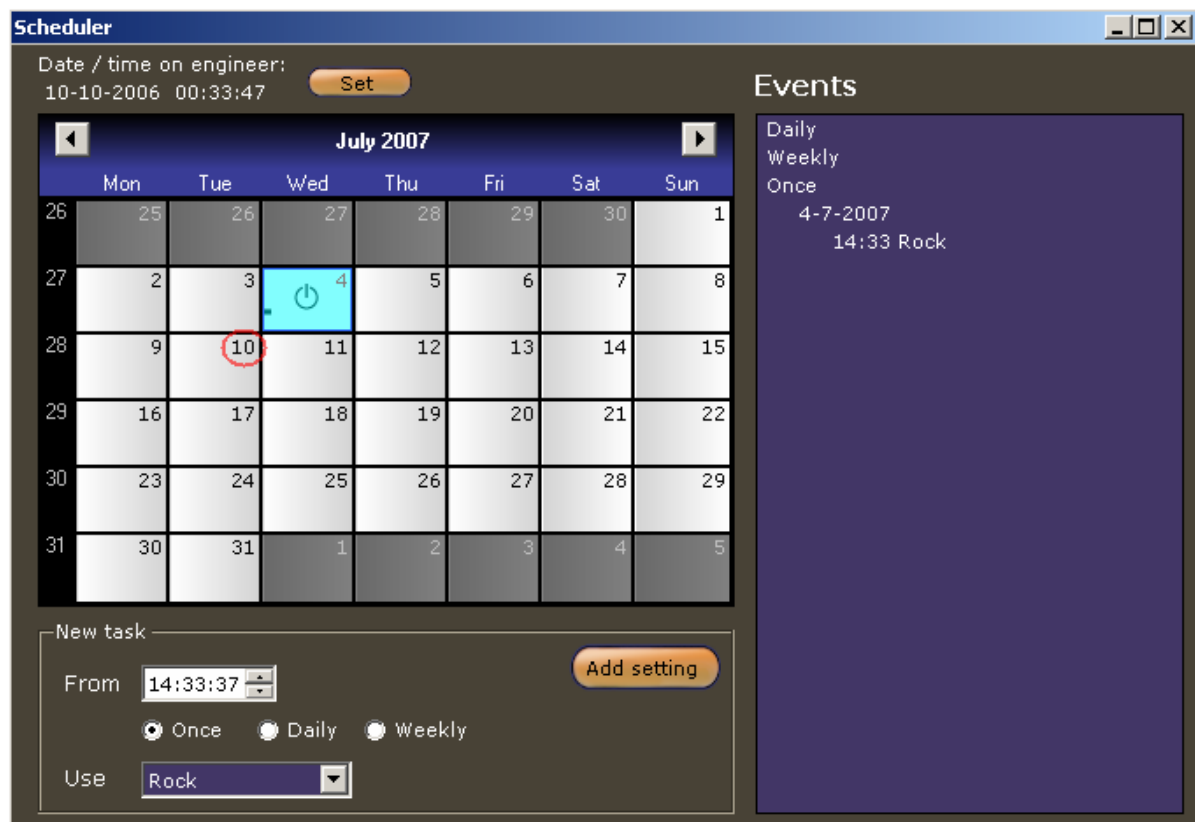 Scheduler
Date / time on engineer:
10-10-2006 00:33:47
Set
July 2007
Mon Tue Wed Thu Fri Sat Sun
26 25 26 27 28 29 30 1
27 2 3 4 5 6 7 8
28 9 10 11 12 13 14 15
29 16 17 18 19 20 21 22
30 23 24 25 26 27 28 29
31 30 31 1 2 3 4 5
New task
From 14:33:37
Add setting
Once Daily Weekly
Use Rock
Events
Daily
Weekly
Once
4-7-2007
14:33 Rock